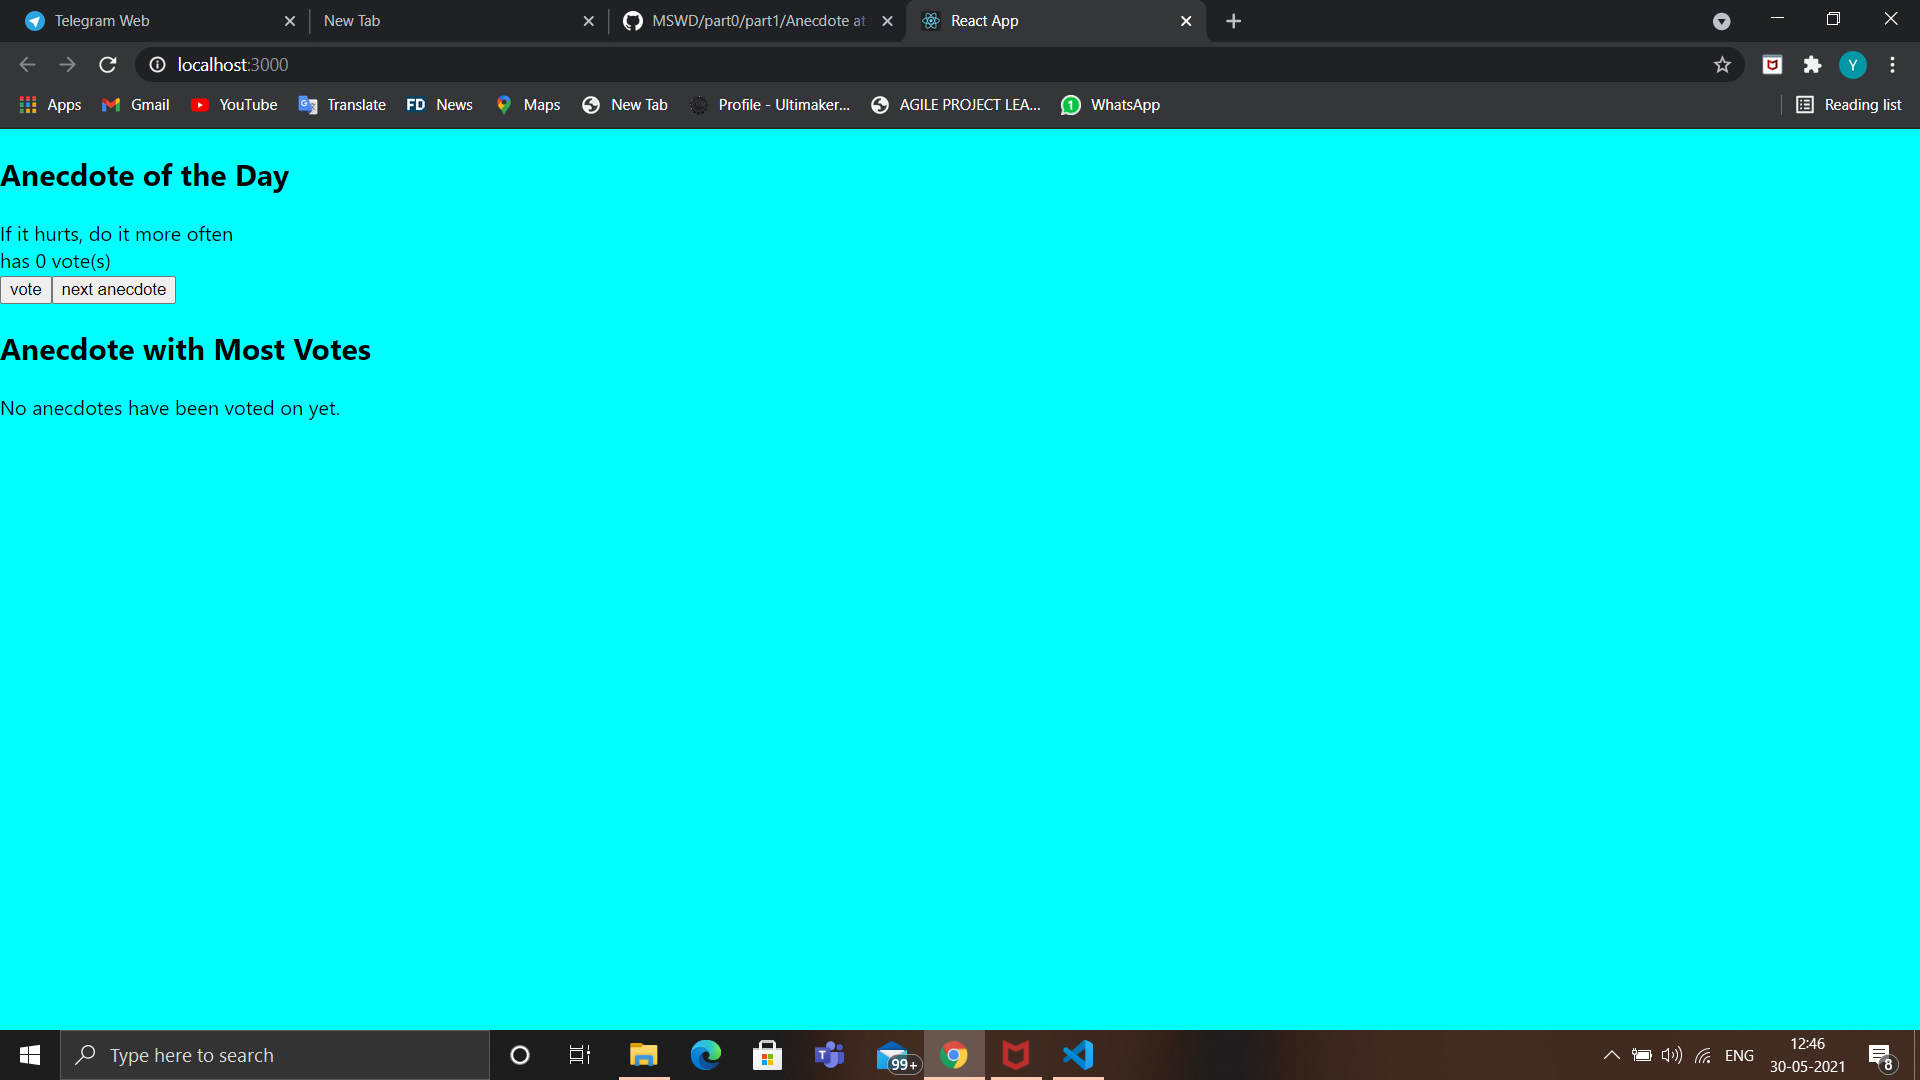 Telegram Web
New Tab
MSWD/part0/part1/Anecdote at
React App
localhost:3000
Y
Apps
Gmail
YouTube
Translate
FD News
Maps
New Tab
Profile - Ultimaker...
AGILE PROJECT LEA...
1 WhatsApp
Reading list
Anecdote of the Day
If it hurts, do it more often
has 0 vote(s)
vote
next anecdote
Anecdote with Most Votes
No anecdotes have been voted on yet.
Type here to search
99+
ENG
12:46
30-05-2021
8